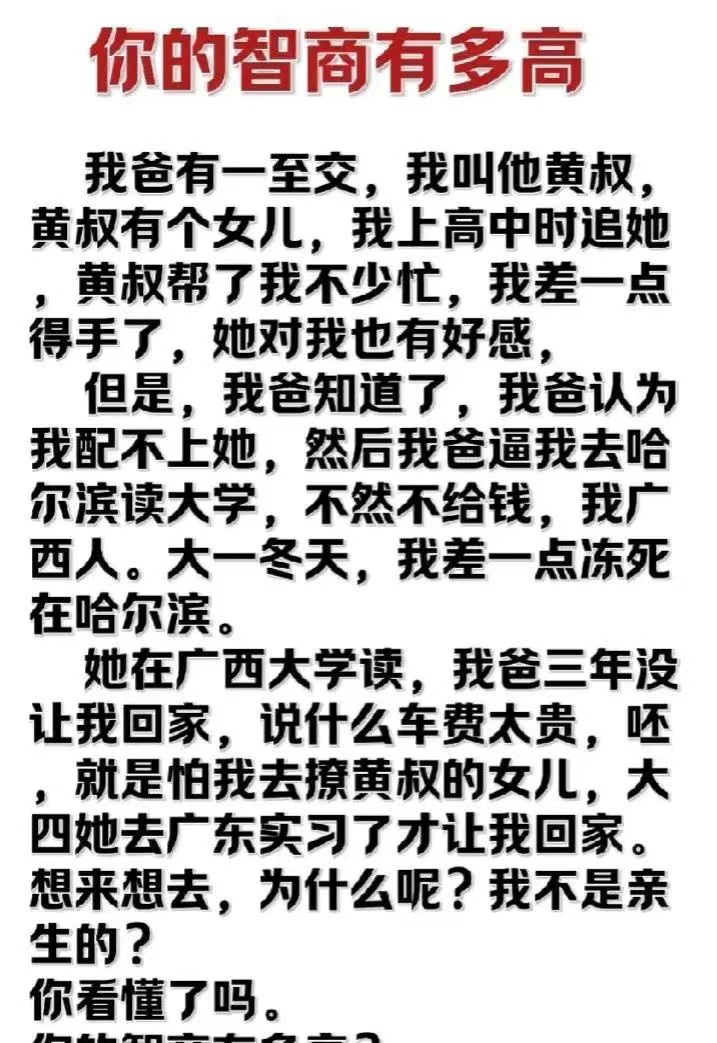 你的智商有多高
我爸有一至交，我叫他黄叔，
黄叔有个女儿，我上高中时追她
，黄叔帮了我不少忙，我差一点
得手了，她对我也有好感，
但是，我爸知道了，我爸认为
我配不上她，然后我爸逼我去哈
尔滨读大学，不然不给钱，我广
西人。大一冬天，我差一点冻死
在哈尔滨。
她在广西大学读，我爸三年没
让我回家，说什么车费太贵，呸
，就是怕我去撩黄叔的女儿，大
四她去广东实习了才让我回家。
想来想去，为什么呢？我不是亲
生的？
你看懂了吗。
你的智商有多高？